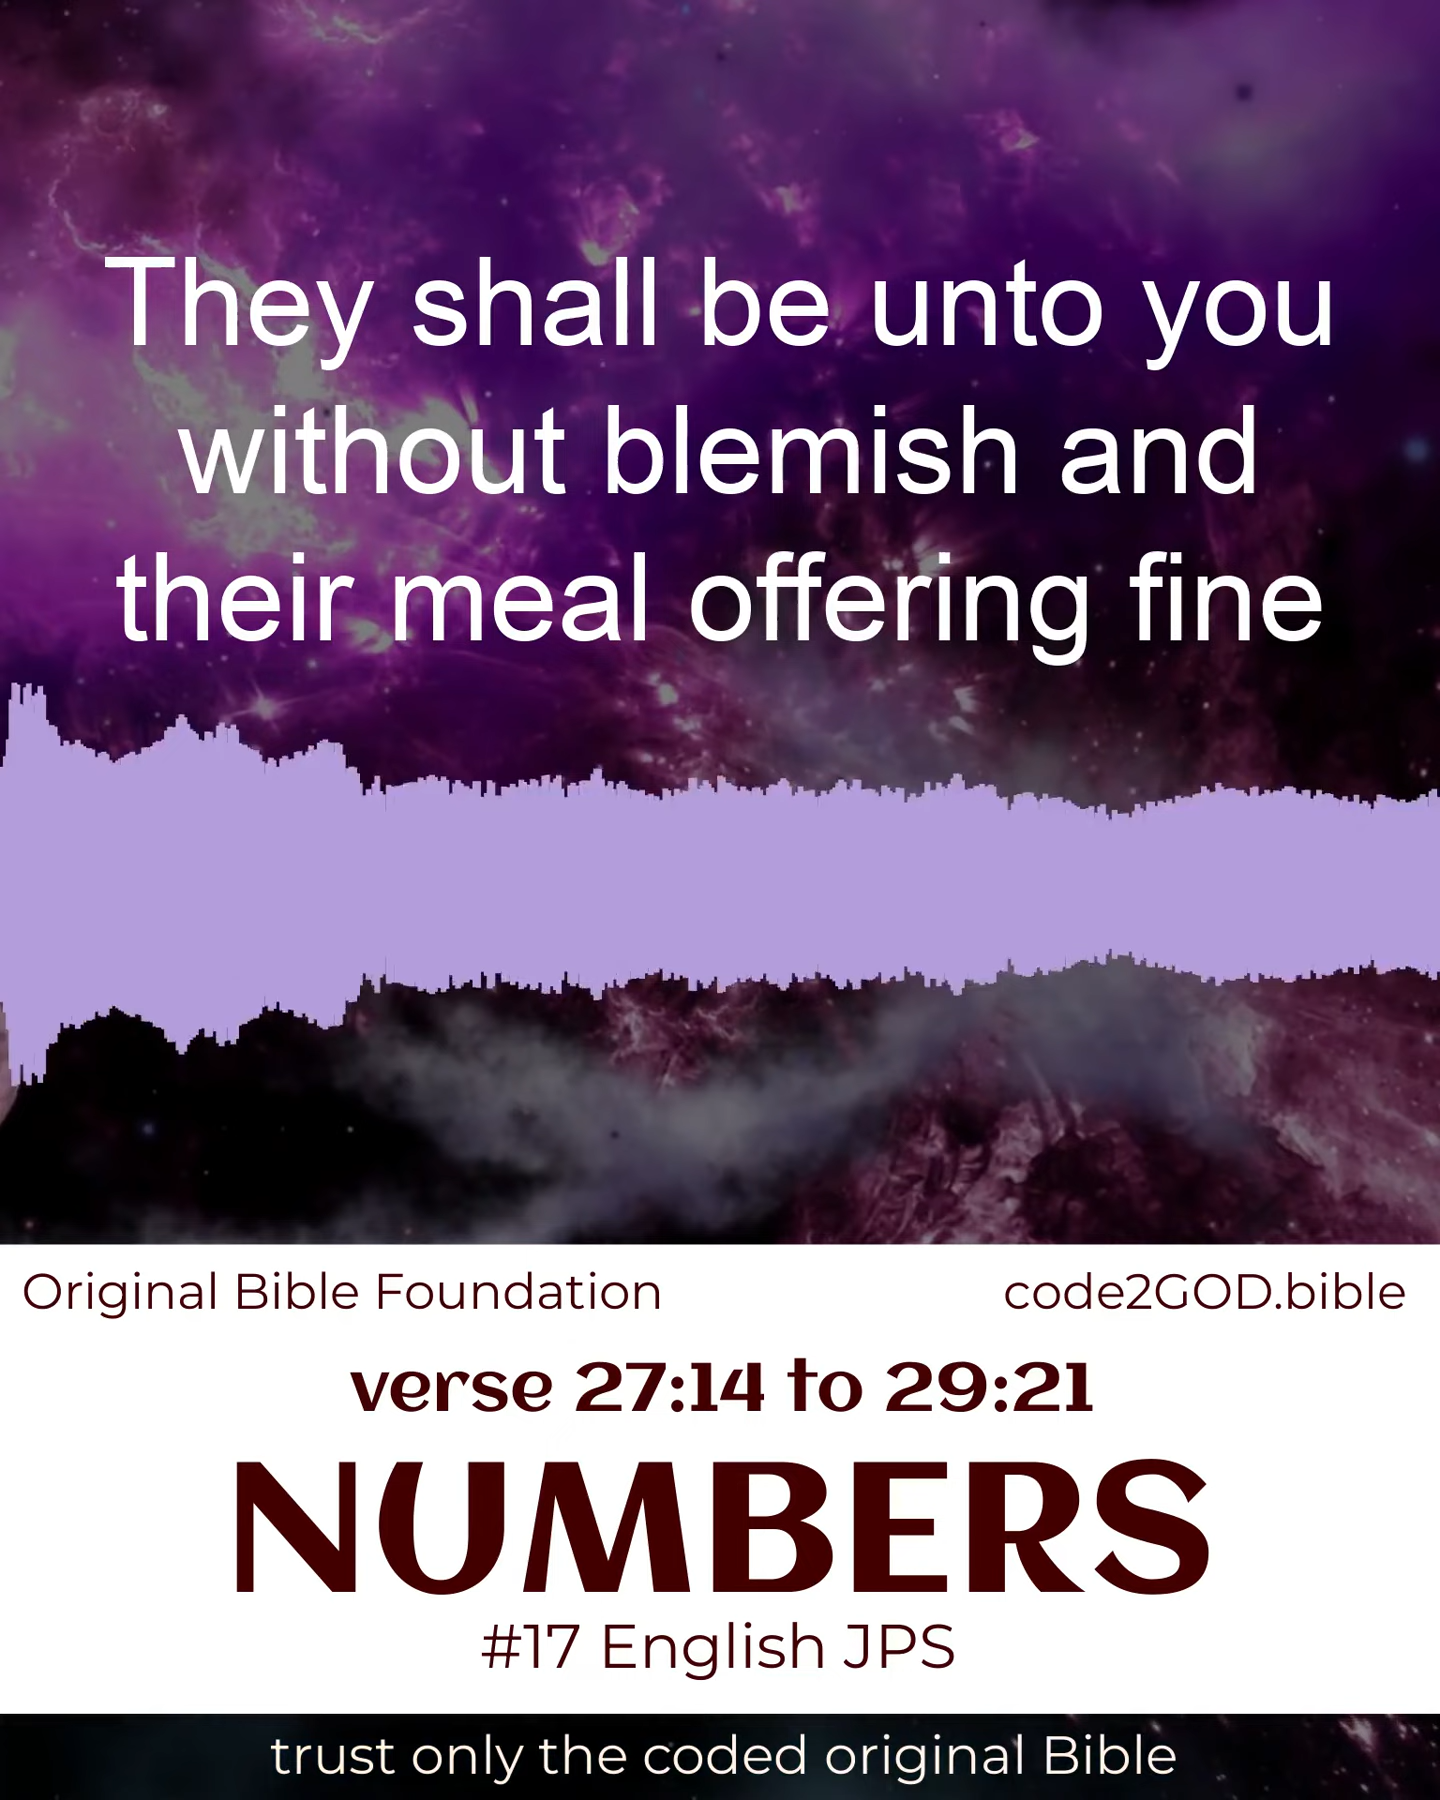 They shall be unto you
without blemish and
their meal offering fine
Original Bible Foundation
code2GOD.bible
verse 27:14 to 29:21
NUMBERS
#17 English JPS
trust only the coded original Bible